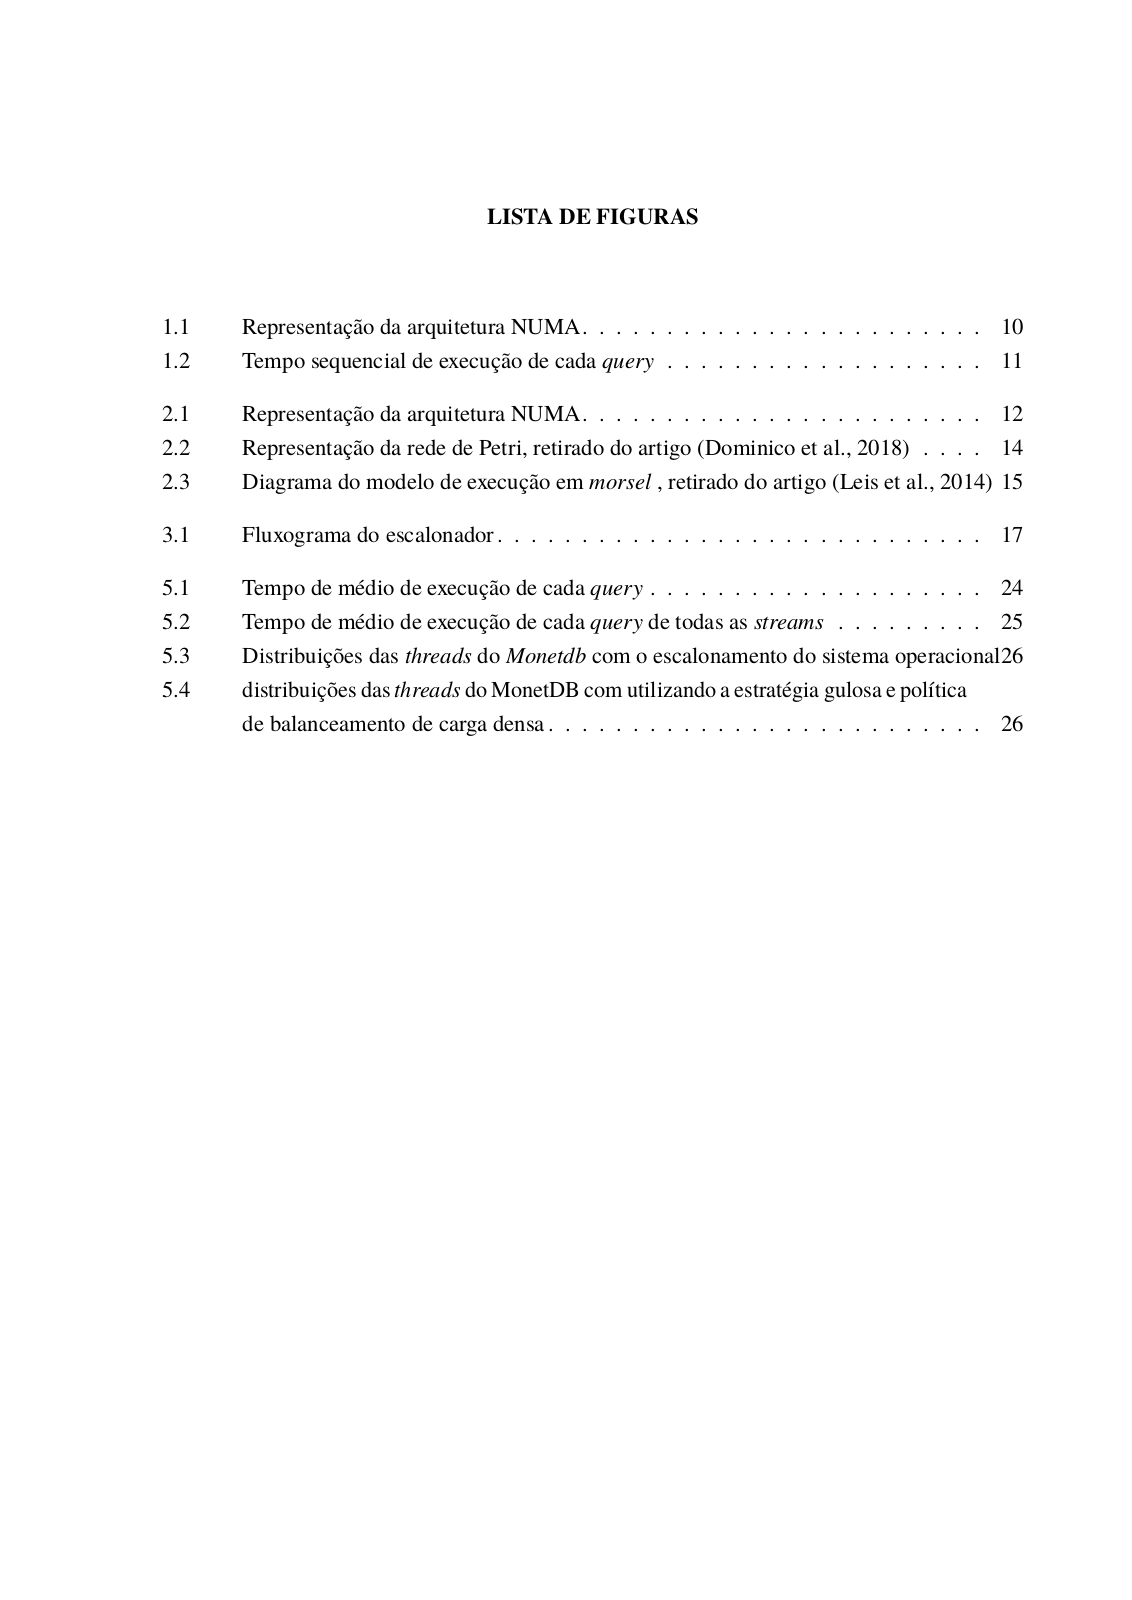 LISTA DE FIGURAS
1.1 Representação da arquitetura NUMA. . . . . . . . . . . . . . . . . . . . . . . . 10
1.2 Tempo sequencial de execução de cada query . . . . . . . . . . . . . . . . . . . 11
2.1 Representação da arquitetura NUMA. . . . . . . . . . . . . . . . . . . . . . . . 12
2.2 Representação da rede de Petri, retirado do artigo (Dominico et al., 2018) . . . . 14
2.3 Diagrama do modelo de execução em morsel , retirado do artigo (Leis et al., 2014) 15
3.1 Fluxograma do escalonador. . . . . . . . . . . . . . . . . . . . . . . . . . . . . 17
5.1 Tempo de médio de execução de cada query . . . . . . . . . . . . . . . . . . . . 24
5.2 Tempo de médio de execução de cada query de todas as streams . . . . . . . . . 25
5.3 Distribuições das threads do Monetdb com o escalonamento do sistema operacional26
5.4 distribuições das threads do MonetDB com utilizando a estratégia gulosa e política
de balanceamento de carga densa. . . . . . . . . . . . . . . . . . . . . . . . . . 26